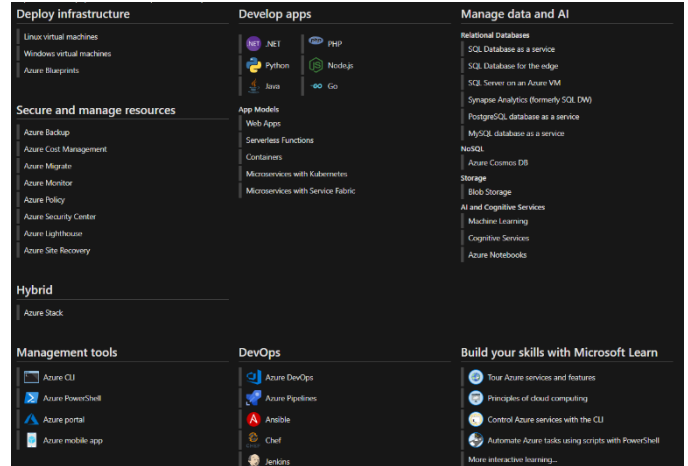 Deploy infrastructure
Linux virtual machines
Windows virtual machines
Azure Blueprints
Secure and manage resources
Azure Backup
Azure Cost Management
Azure Migrate
Azure Monitor
Azure Policy
Azure Security Center
Azure Lighthouse
Azure Site Recovery
Hybrid
Azure Stack
Management tools
Azure CLI
Azure PowerShell
Azure portal
Azure mobile app
Develop apps
NET .NET
php PHP
Python
Node.js
Java
GO Go
App Models
Web Apps
Serverless Functions
Containers
Microservices with Kubernetes
Microservices with Service Fabric
DevOps
Azure DevOps
Azure Pipelines
Ansible
CHEF Chef
Jenkins
Manage data and AI
Relational Databases
SQL Database as a service
SQL Database for the edge
SQL Server on an Azure VM
Synapse Analytics (formerly SQL DW)
PostgreSQL database as a service
MySQL database as a service
NoSQL
Azure Cosmos DB
Storage
Blob Storage
AI and Cognitive Services
Machine Learning
Cognitive Services
Azure Notebooks
Build your skills with Microsoft Learn
Tour Azure services and features
Principles of cloud computing
Control Azure services with the CLI
Automate Azure tasks using scripts with PowerShell
More interactive learning...